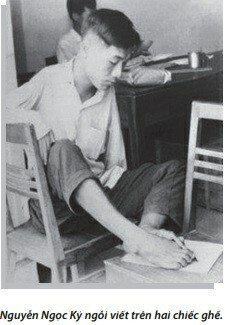 Nguyễn Ngọc Ký ngồi viết trên hai chiếc ghế.